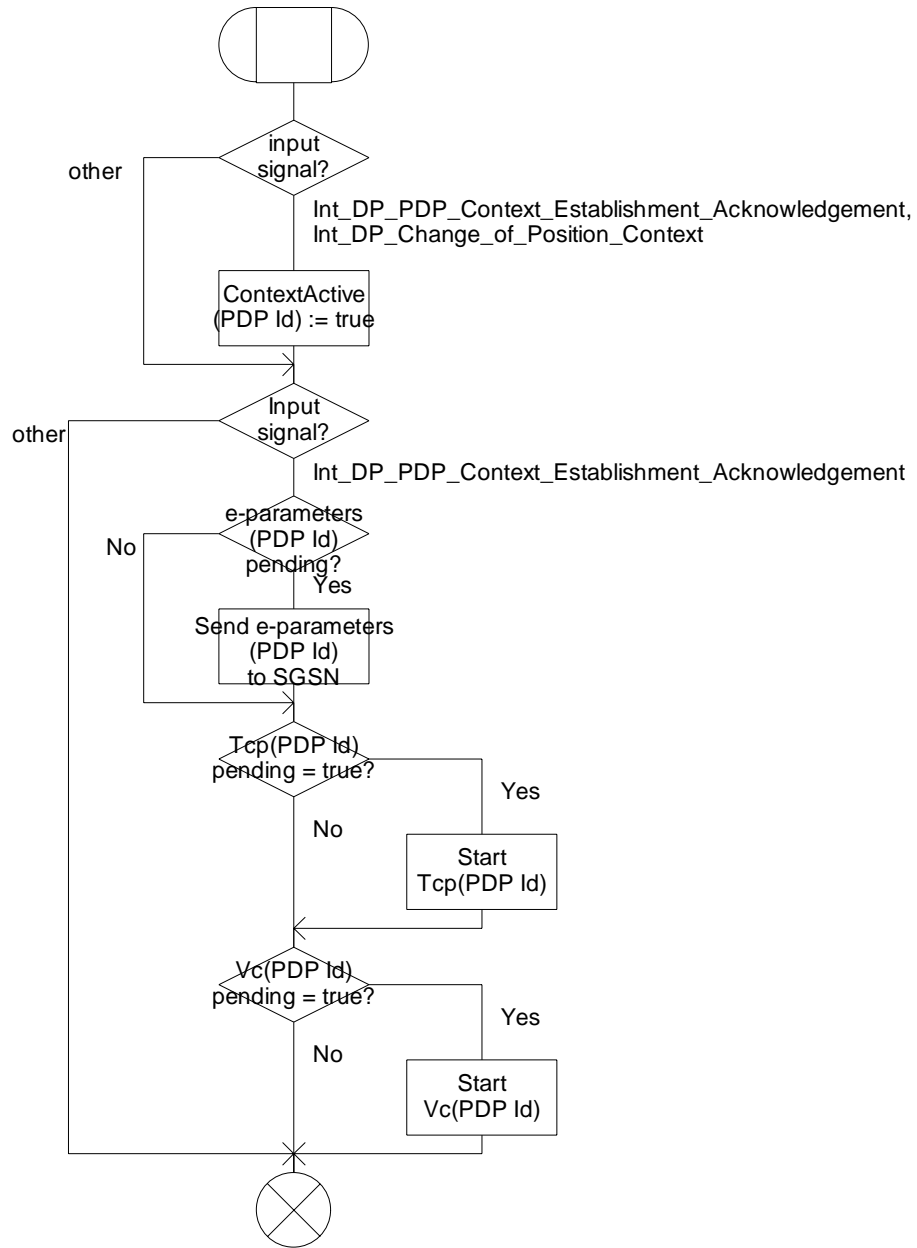 input
signal?
other
Int_DP_PDP_Context_Establishment_Acknowledgement,
Int_DP_Change_of_Position_Context
ContextActive
(PDP Id) := true
Input
signal?
other
Int_DP_PDP_Context_Establishment_Acknowledgement
e-parameters
(PDP Id)
pending?
No
Yes
Send e-parameters
(PDP Id)
to SGSN
Tcp(PDP Id)
pending = true?
Yes
No
Start
Tcp(PDP Id)
Vc(PDP Id)
pending = true?
Yes
No
Start
Vc(PDP Id)